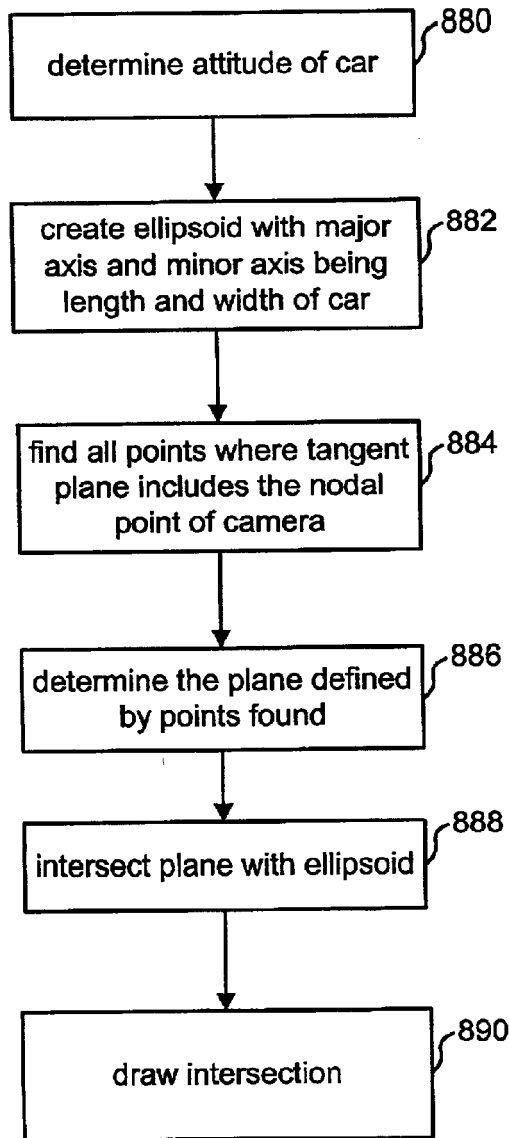 880
determine attitude of car
882
create ellipsoid with major
axis and minor axis being
length and width of car
884
find all points where tangent
plane includes the nodal
point of camera
886
determine the plane defined
by points found
888
intersect plane with ellipsoid
890
draw intersection